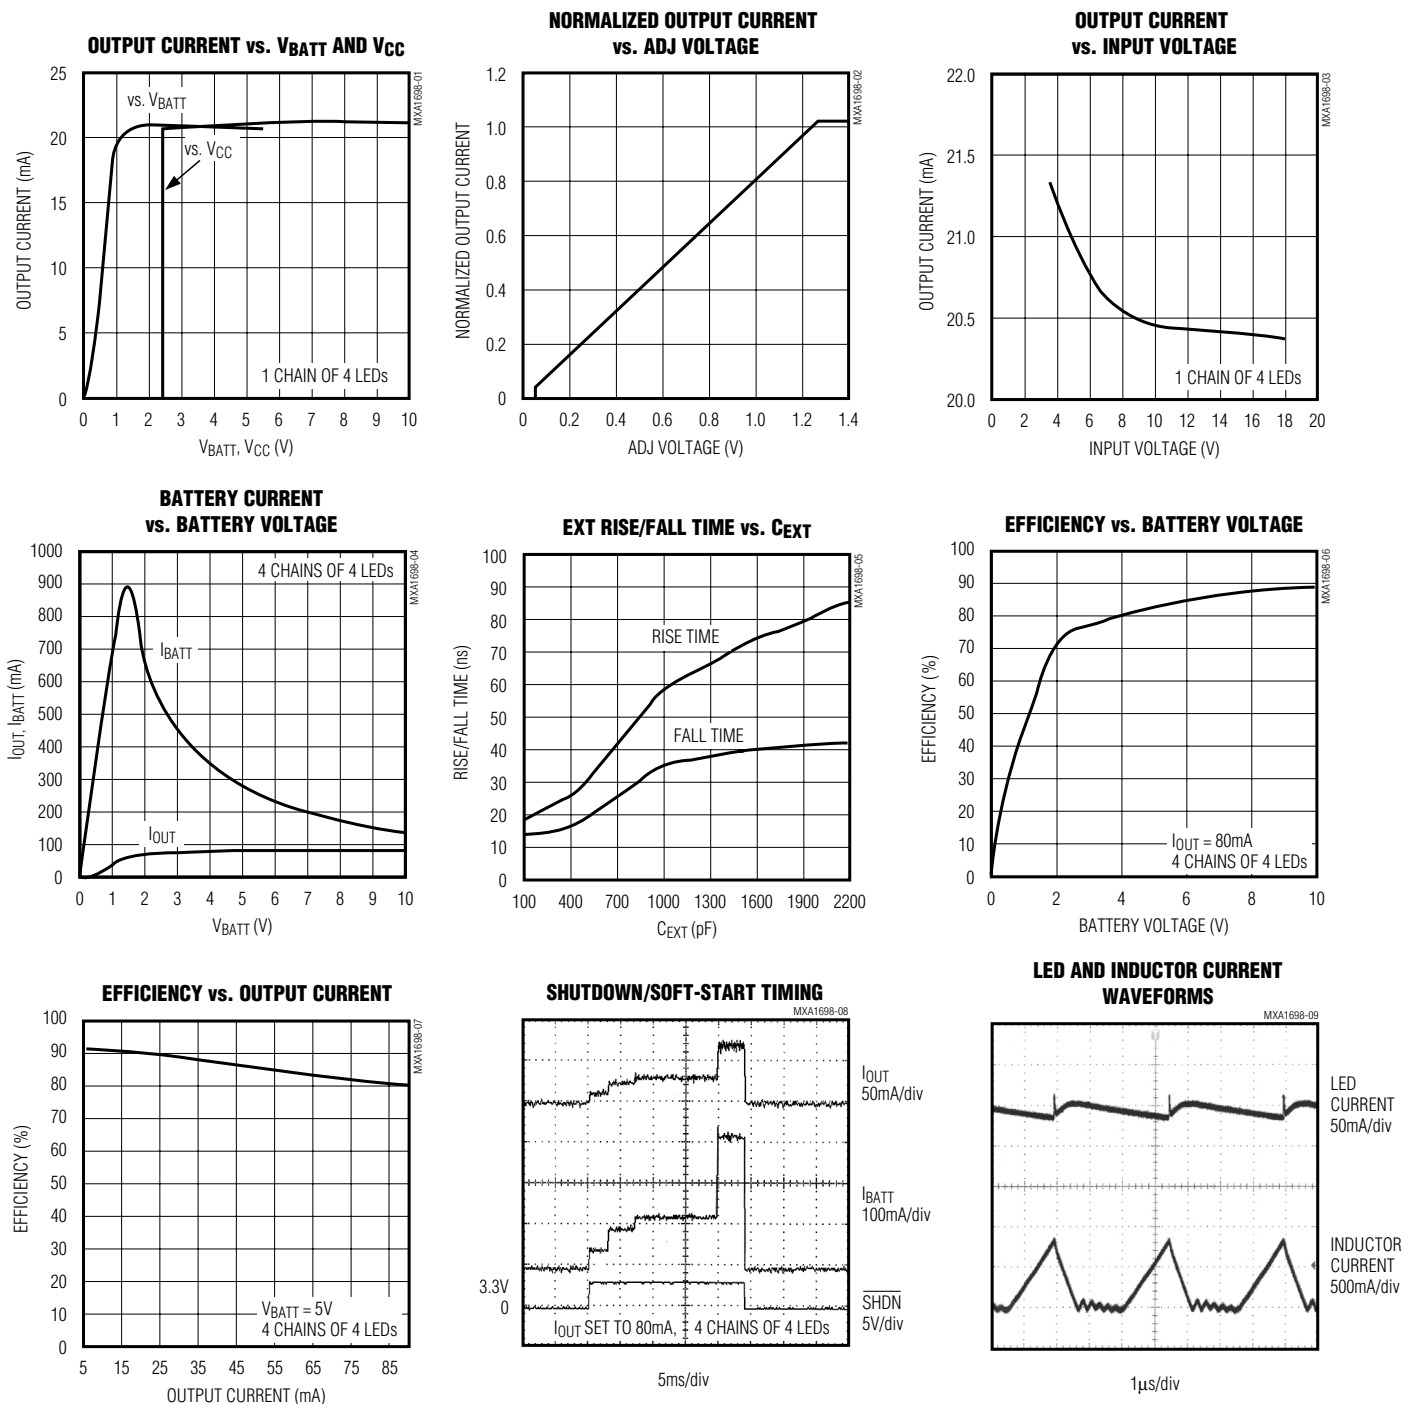 OUTPUT CURRENT vs. VBATT AND VCC
MXA1698-01
25
20
15
10
5
0
OUTPUT CURRENT (mA)
vs. VBATT
vs. VCC
1 CHAIN OF 4 LEDs
0 1 2 3 4 5 6 7 8 9 10
VBATT, VCC (V)
NORMALIZED OUTPUT CURRENT
vs. ADJ VOLTAGE
MXA1698-02
1.2
1.0
0.8
0.6
0.4
0.2
0
NORMALIZED OUTPUT CURRENT
0 0.2 0.4 0.6 0.8 1.0 1.2 1.4
ADJ VOLTAGE (V)
OUTPUT CURRENT
vs. INPUT VOLTAGE
MXA1698-03
22.0
21.5
21.0
20.5
20.0
OUTPUT CURRENT (mA)
1 CHAIN OF 4 LEDs
0 2 4 6 8 10 12 14 16 18 20
INPUT VOLTAGE (V)
BATTERY CURRENT
vs. BATTERY VOLTAGE
MXA1698-04
1000
900
800
700
600
500
400
300
200
100
0
IOUT, IBATT (mA)
4 CHAINS OF 4 LEDs
IBATT
IOUT
0 1 2 3 4 5 6 7 8 9 10
VBATT (V)
EXT RISE/FALL TIME vs. CEXT
MXA1698-05
100
90
80
70
60
50
40
30
20
10
0
RISE/FALL TIME (ns)
RISE TIME
FALL TIME
100 400 700 1000 1300 1600 1900 2200
CEXT (pF)
EFFICIENCY vs. BATTERY VOLTAGE
MXA1698-06
100
90
80
70
60
50
40
30
20
10
0
EFFICIENCY (%)
IOUT = 80mA
4 CHAINS OF 4 LEDs
0 2 4 6 8 10
BATTERY VOLTAGE (V)
EFFICIENCY vs. OUTPUT CURRENT
MXA1698-07
100
90
80
70
60
50
40
30
20
10
0
EFFICIENCY (%)
VBATT = 5V
4 CHAINS OF 4 LEDs
5 15 25 35 45 55 65 75 85
OUTPUT CURRENT (mA)
SHUTDOWN/SOFT-START TIMING
MXA1698-08
IOUT
50mA/div
IBATT
100mA/div
3.3V
0
SHDN
5V/div
IOUT SET TO 80mA, 4 CHAINS OF 4 LEDs
5ms/div
LED AND INDUCTOR CURRENT
WAVEFORMS
MXA1698-09
LED
CURRENT
50mA/div
INDUCTOR
CURRENT
500mA/div
1μs/div